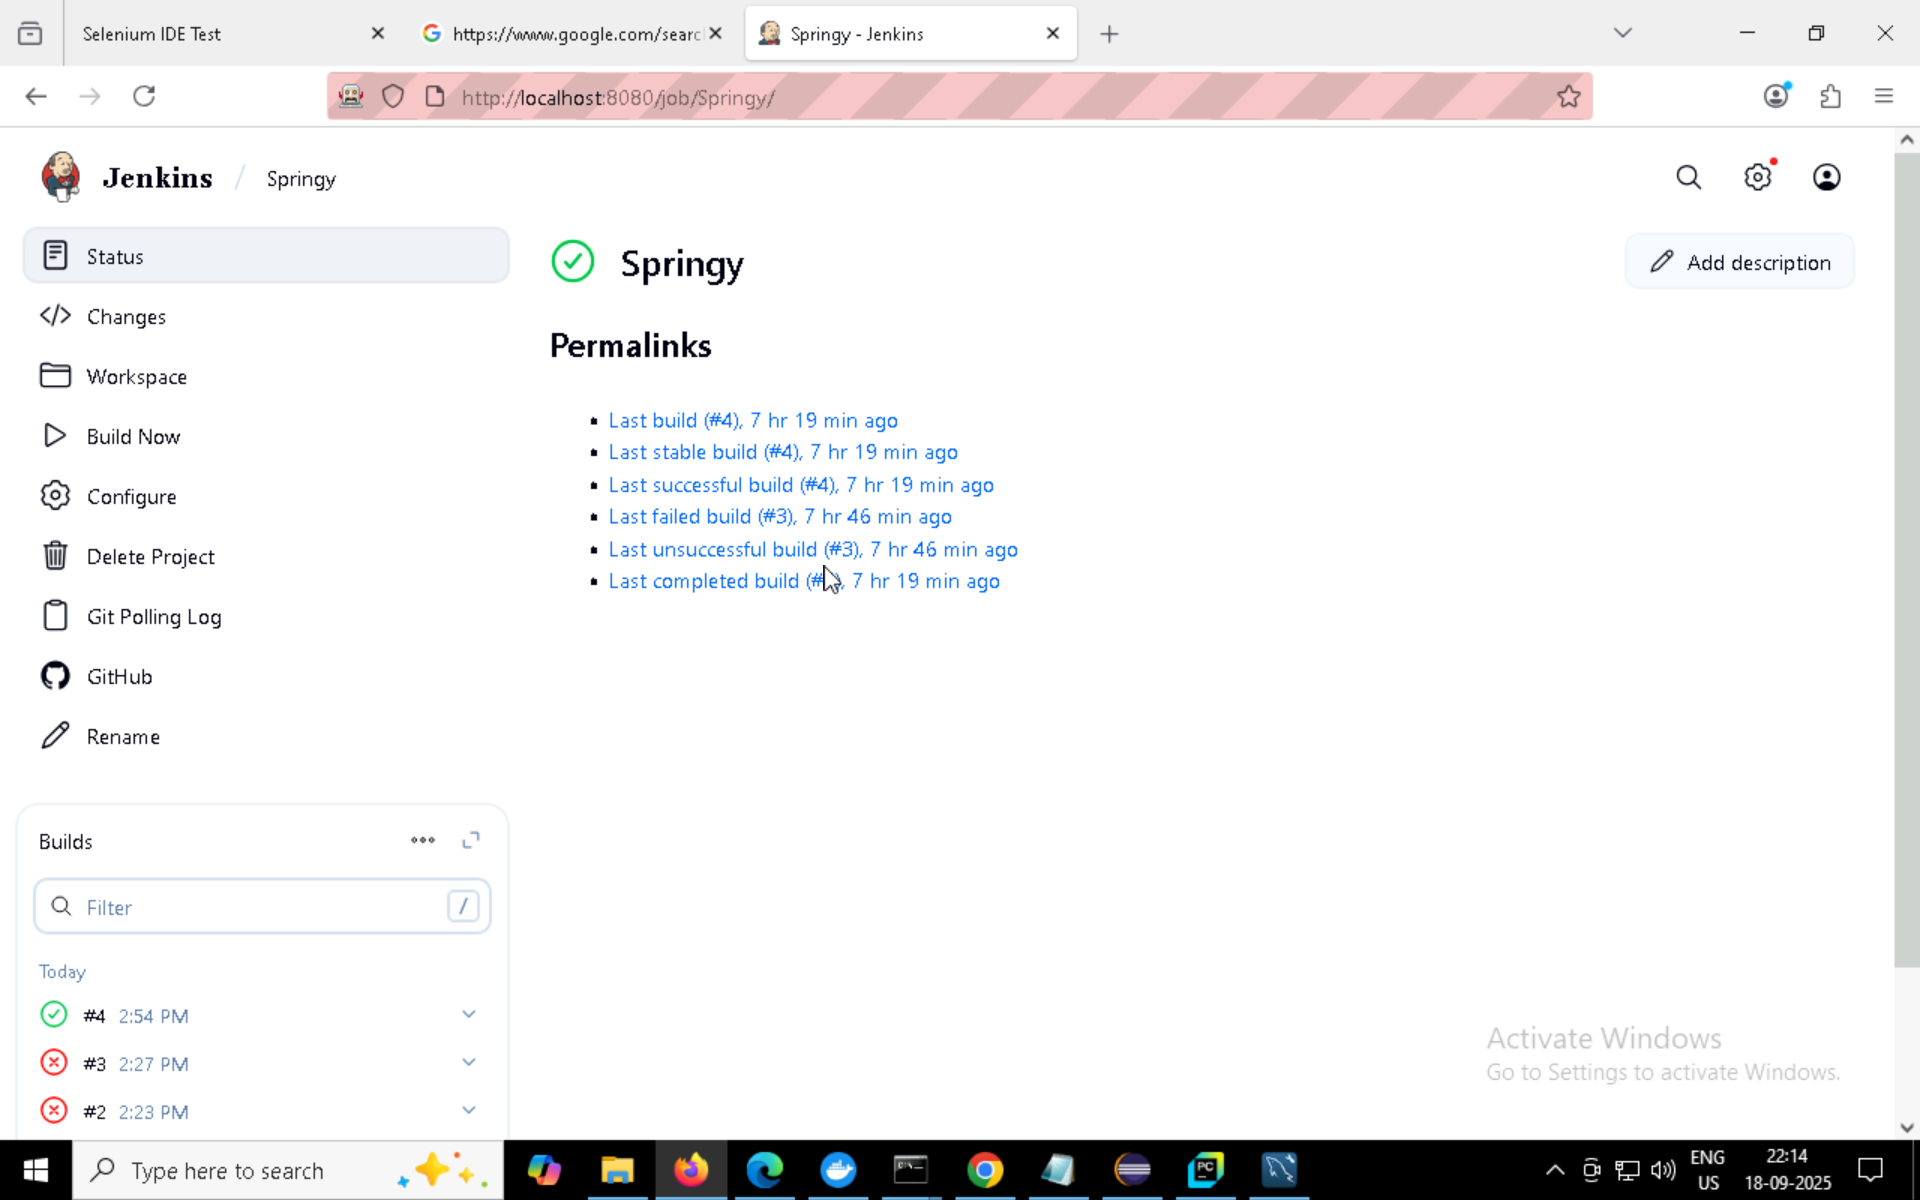 Selenium IDE Test
https://www.google.com/searc
Springy - Jenkins
http://localhost:8080/job/Springy/
Jenkins / Springy
Status
Changes
Workspace
Build Now
Configure
Delete Project
Git Polling Log
GitHub
Rename
Springy
Add description
Permalinks
Last build (#4), 7 hr 19 min ago
Last stable build (#4), 7 hr 19 min ago
Last successful build (#4), 7 hr 19 min ago
Last failed build (#3), 7 hr 46 min ago
Last unsuccessful build (#3), 7 hr 46 min ago
Last completed build (# ), 7 hr 19 min ago
Builds
Filter /
Today
#4 2:54 PM
#3 2:27 PM
#2 2:23 PM
Activate Windows
Go to Settings to activate Windows.
Type here to search
PC
ENG
US
22:14
18-09-2025